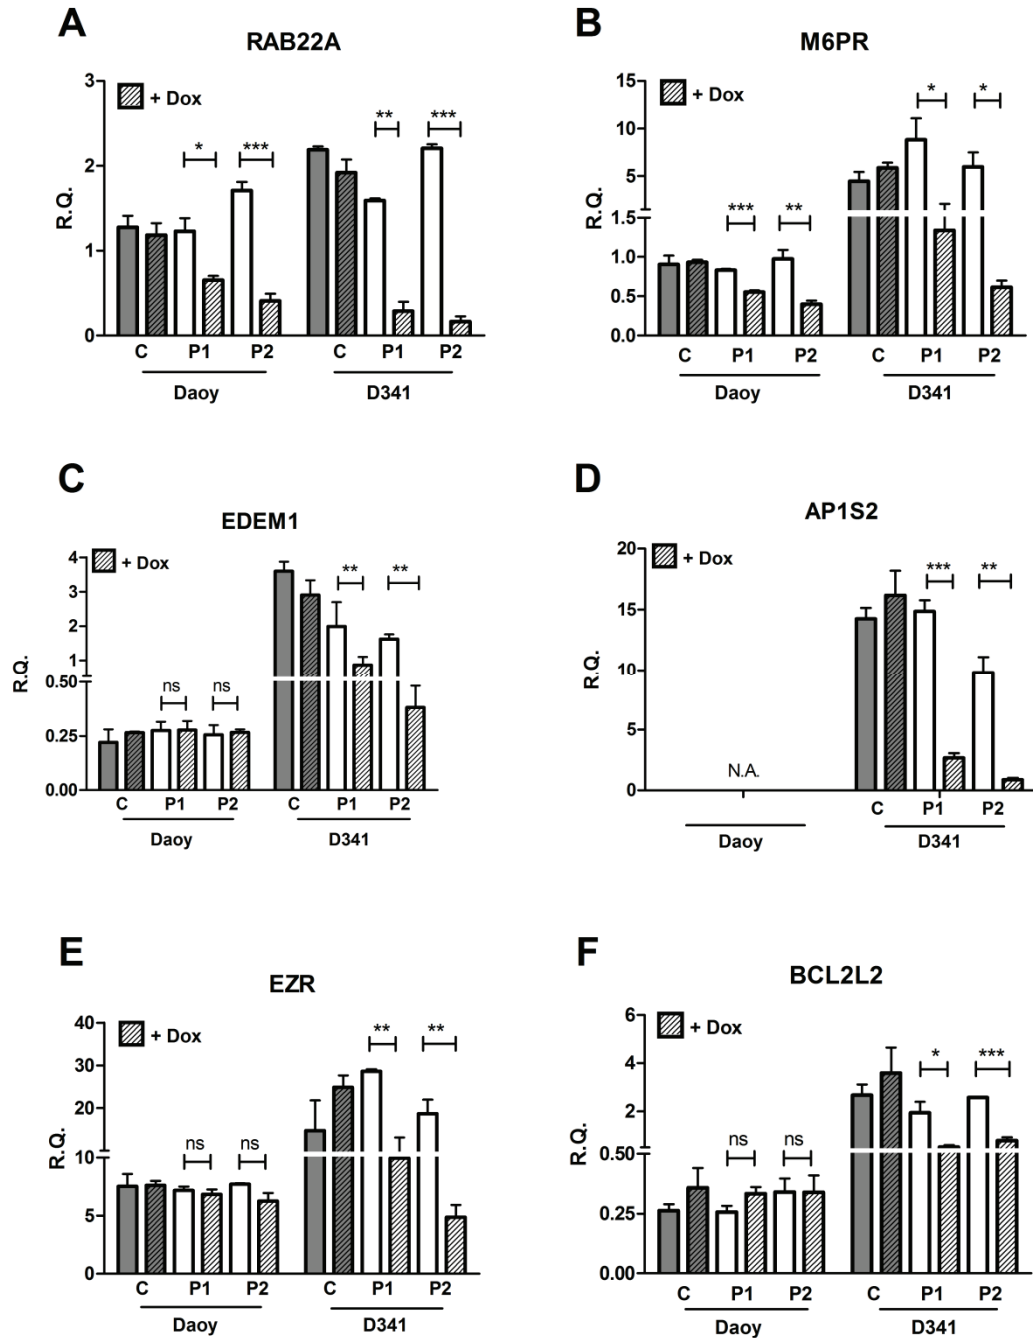 A
RAB22A
3
+ Dox
* *** ** ***
2
R.Q.
1
0
C P1 P2 C P1 P2
Daoy D341
B
M6PR
15
+ Dox
* *
10
5
*** **
R.Q.
1.5
1.0
0.5
0.0
C P1 P2 C P1 P2
Daoy D341
C
EDEM1
+ Dox
4
** **
3
2
1
R.Q.
0.50
ns ns
0.25
0.00
C P1 P2 C P1 P2
Daoy D341
D
AP1S2
20
+ Dox
*** **
15
R.Q.
10
5
N.A.
0
C P1 P2
Daoy D341
E
EZR
40
+ Dox
** **
30
20
R.Q.
ns ns
10
5
0
C P1 P2 C P1 P2
Daoy D341
F
BCL2L2
6
+ Dox
4
* ***
2
R.Q.
ns ns
0.50
0.25
0.00
C P1 P2 C P1 P2
Daoy D341